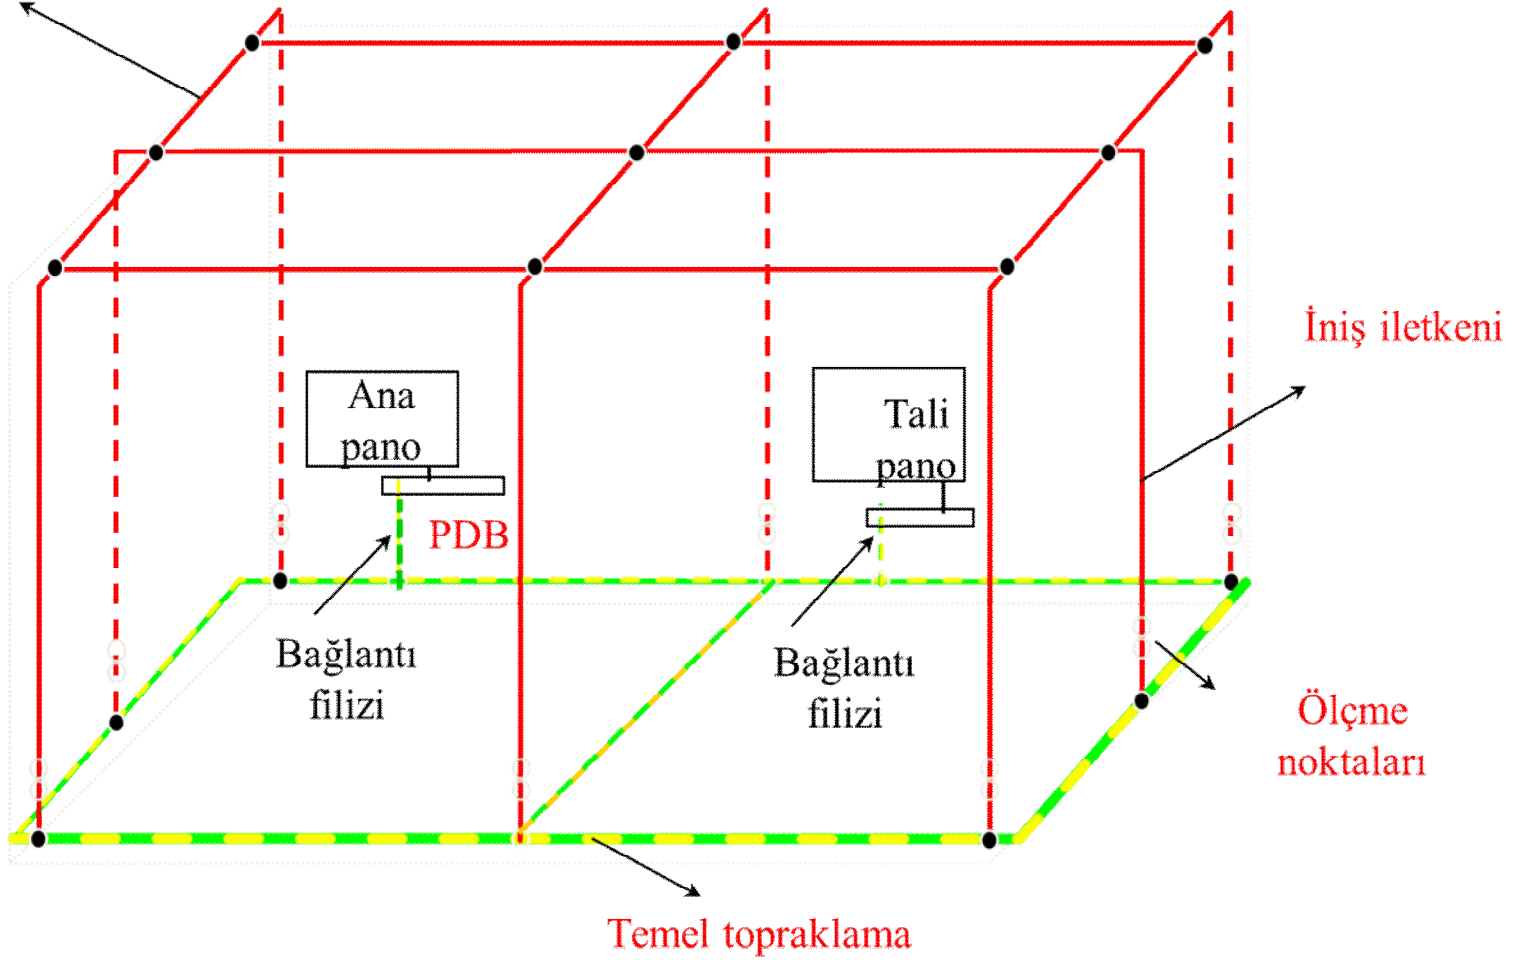 İniş iletkeni
Ana
pano
Tali
pano
PDB
Bağlantı
filizi
Bağlantı
filizi
Ölçme
noktaları
Temel topraklama